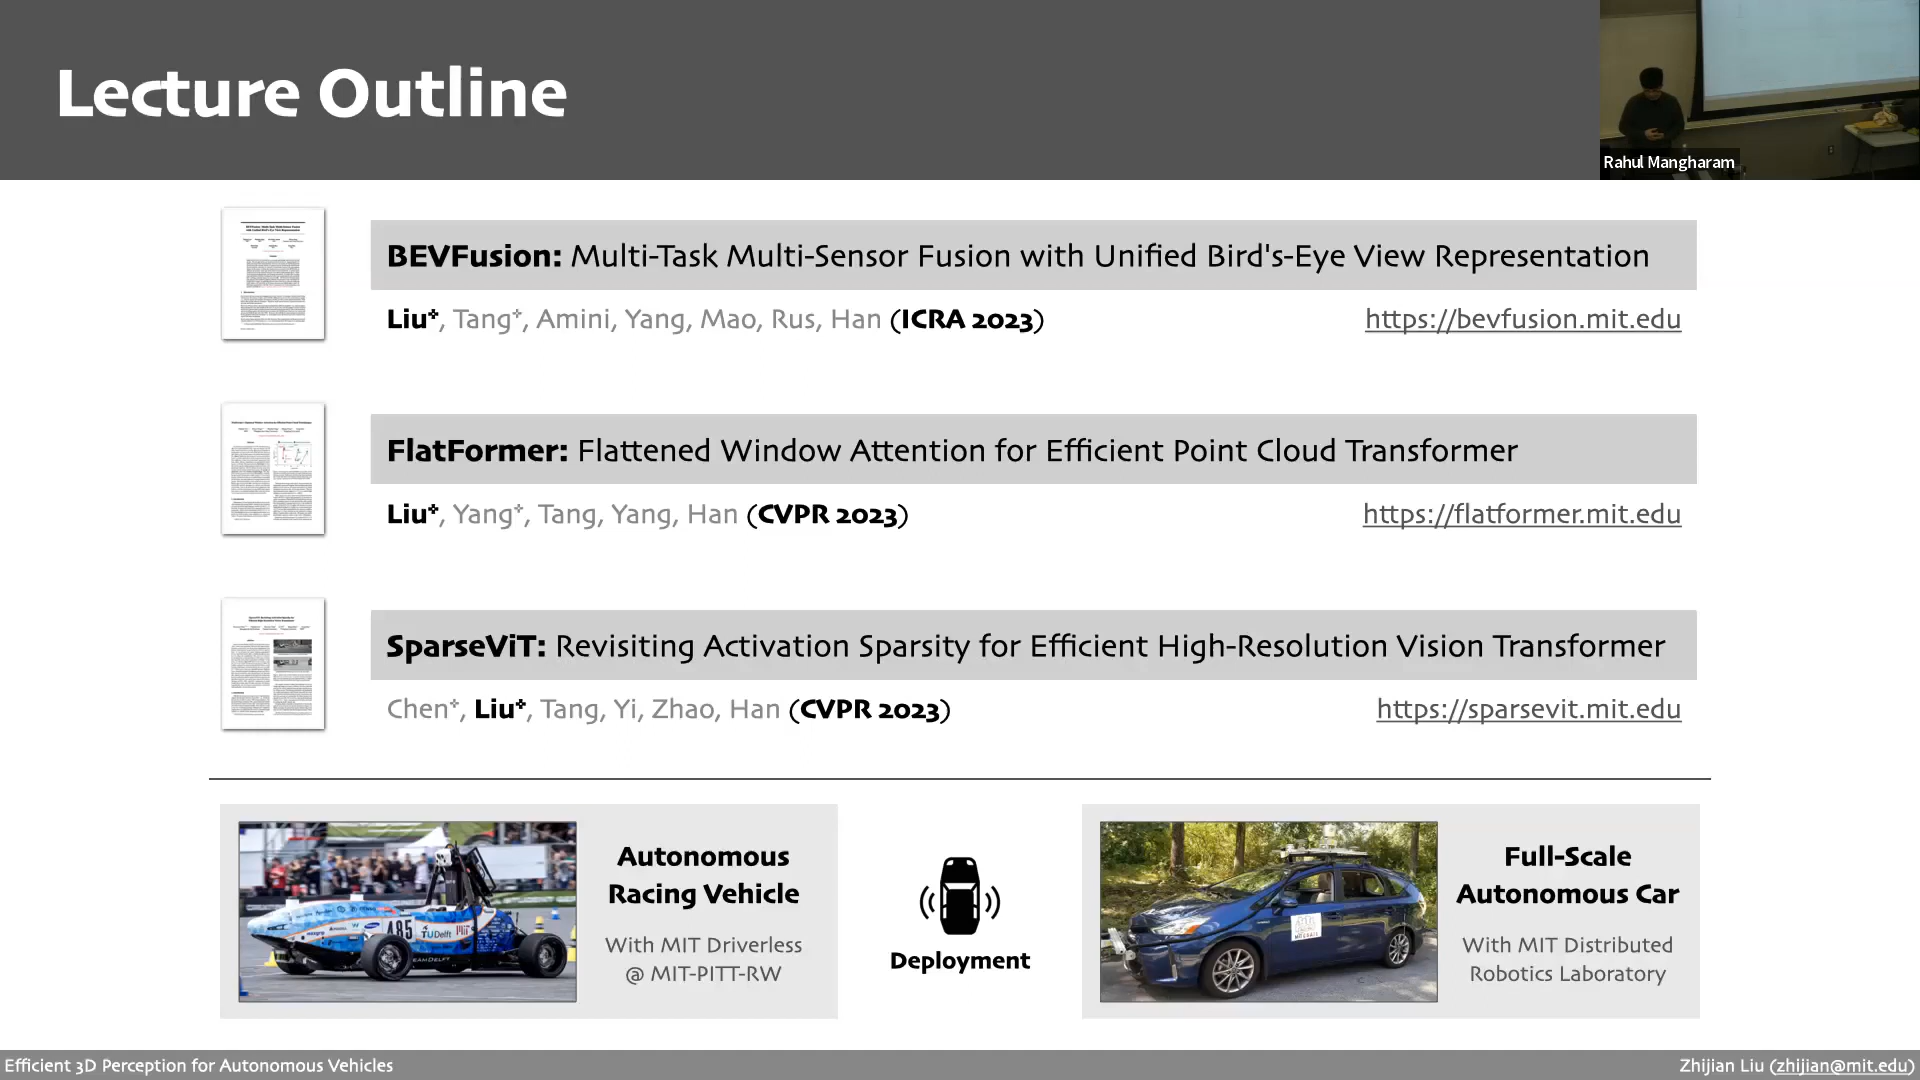 Lecture Outline
Rahul Mangharam
BEVFusion: Multi-Task Multi-Sensor Fusion with Unified Bird's-Eye View Representation
Liu⁺, Tang⁺, Amini, Yang, Mao, Rus, Han (ICRA 2023)
https://bevfusion.mit.edu
FlatFormer: Flattened Window Attention for Efficient Point Cloud Transformer
Liu⁺, Yang⁺, Tang, Yang, Han (CVPR 2023)
https://flatformer.mit.edu
SparseViT: Revisiting Activation Sparsity for Efficient High-Resolution Vision Transformer
Chen⁺, Liu⁺, Tang, Yi, Zhao, Han (CVPR 2023)
https://sparsevit.mit.edu
485
TUDelft
Autonomous
Racing Vehicle
With MIT Driverless
@ MIT-PITT-RW
Deployment
Full-Scale
Autonomous Car
With MIT Distributed
Robotics Laboratory
Efficient 3D Perception for Autonomous Vehicles
Zhijian Liu (zhijian@mit.edu)